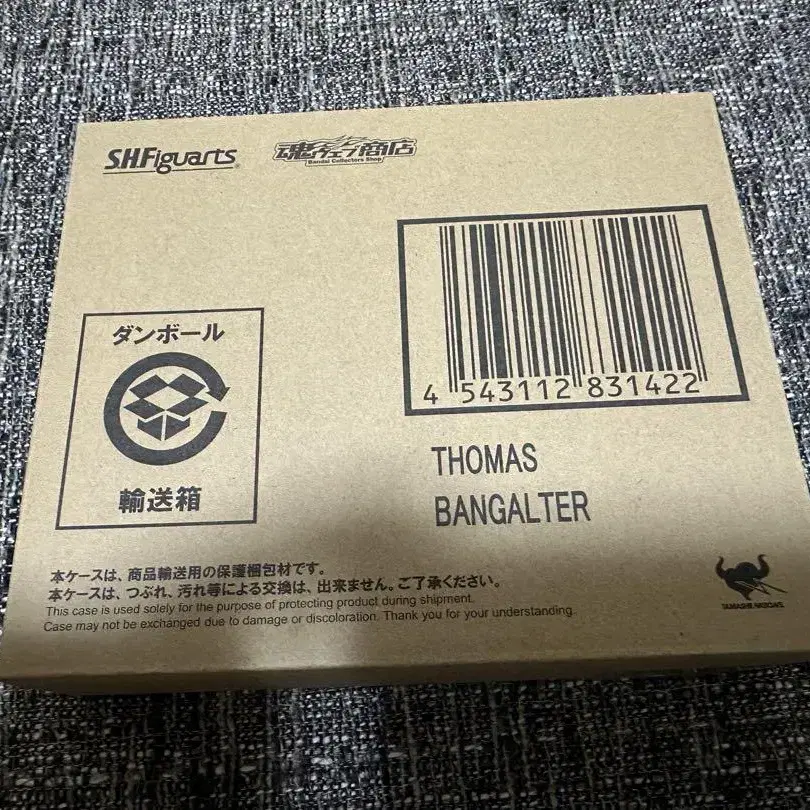 S.H.Figuarts
魂ウェブ商店
Bandai Collectors Shop
4 543112 831422
ダンボール
輸送箱
THOMAS
BANGALTER
本ケースは、商品輸送用の保護梱包材です。
本ケースは、つぶれ、汚れ等による交換は、出来ません。ご了承ください。
This case is used solely for the purpose of protecting product during shipment.
Case may not be exchanged due to damage or discoloration. Thank you for your understanding.
TAMASHII NATIONS